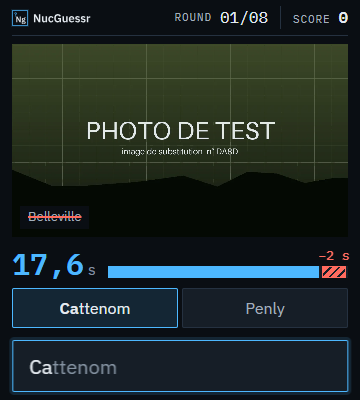 Ng NucGuessr ROUND 01/08 SCORE 0
PHOTO DE TEST
image de substitution n° DA8D
Belleville
17,6 s −2 s
Cattenom Penly
Cattenom